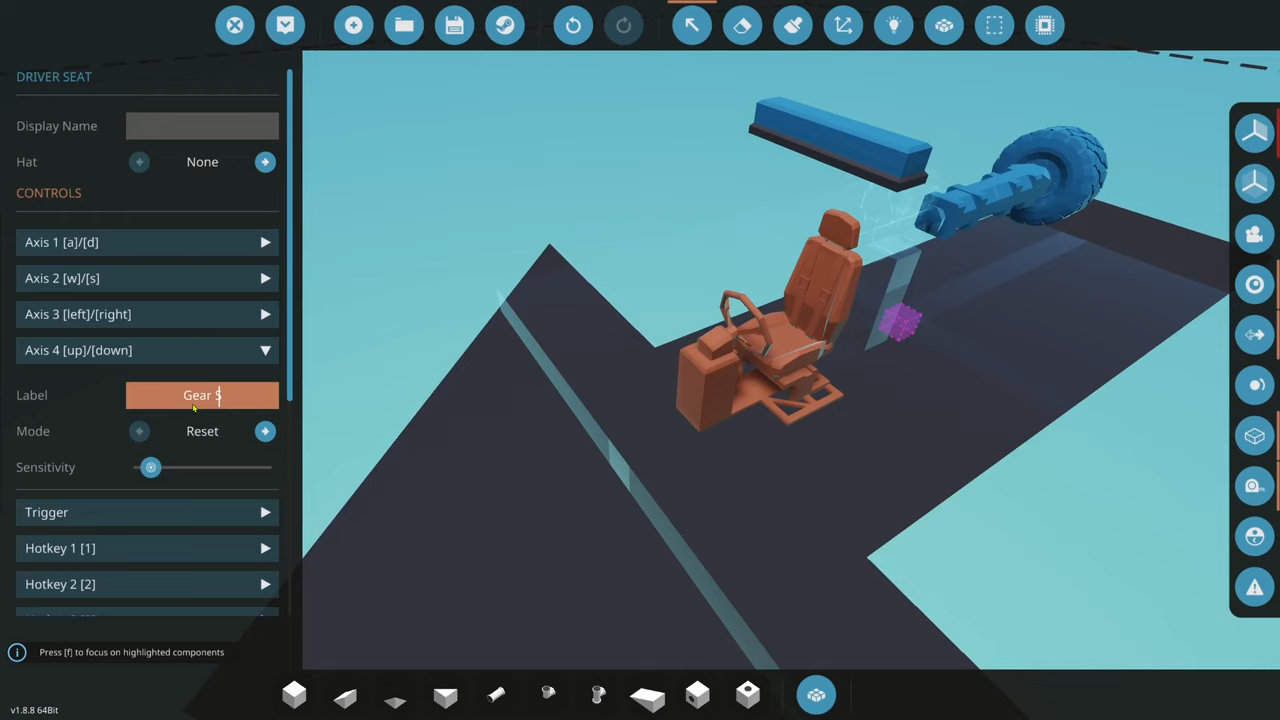 DRIVER SEAT
Display Name
Hat
None
CONTROLS
Axis 1 [a]/[d]
Axis 2 [w]/[s]
Axis 3 [left]/[right]
Axis 4 [up]/[down]
Label
Gear S
Mode
Reset
Sensitivity
Trigger
Hotkey 1 [1]
Hotkey 2 [2]
Press [f] to focus on highlighted components
v1.8.8 64Bit